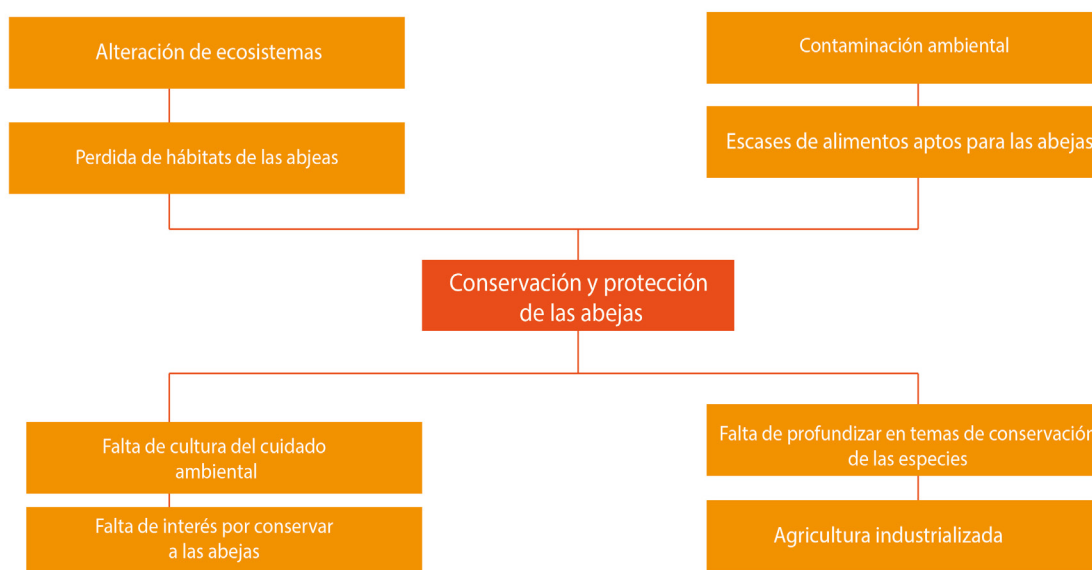 Alteración de ecosistemas
Contaminación ambiental
Perdida de hábitats de las abjeas
Escases de alimentos aptos para las abejas
Conservación y protección
de las abejas
Falta de cultura del cuidado
ambiental
Falta de profundizar en temas de conservación
de las especies
Falta de interés por conservar
a las abejas
Agricultura industrializada